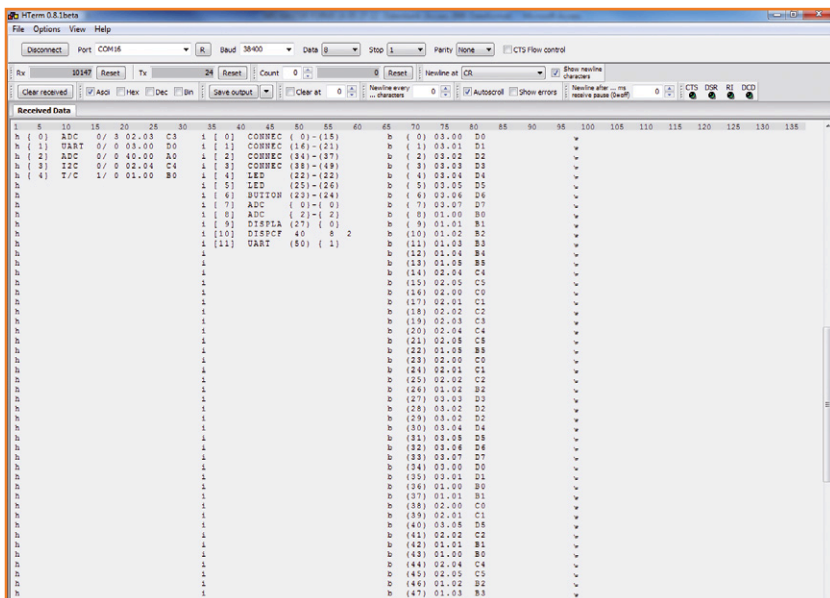 HTerm 0.8.1beta
File Options View Help
Disconnect Port COM16 R Baud 38400 Data 8 Stop 1 Parity None CTS Flow control
Rx 10147 Reset Tx 24 Reset Count 0 0 Reset Newline at CR Show newline characters
Clear received Ascii Hex Dec Bin Save output Clear at 0 Newline every ... characters 0 Autoscroll Show errors Newline after ... ms receive pause (0=off) 0 CTS DSR RI DCD
Received Data
1 5 10 15 20 25 30 35 40 45 50 55 60 65 70 75 80 85 90 95 100 105 110 115 120 125 130 135
h ( 0) ADC 0/ 3 02.03 C3 i [ 0] CONNEC ( 0)-(15) b ( 0) 03.00 D0
h ( 1) UART 0/ 0 03.00 D0 i [ 1] CONNEC (16)-(21) b ( 1) 03.01 D1
h ( 2) ADC 0/ 0 40.00 A0 i [ 2] CONNEC (34)-(37) b ( 2) 03.02 D2
h ( 3) I2C 0/ 0 02.04 C4 i [ 3] CONNEC (38)-(49) b ( 3) 03.03 D3
h ( 4) T/C 1/ 0 01.00 B0 i [ 4] LED (22)-(22) b ( 4) 03.04 D4
h i [ 5] LED (25)-(26) b ( 5) 03.05 D5
h i [ 6] BUTTON (23)-(24) b ( 6) 03.06 D6
h i [ 7] ADC ( 0)-( 0) b ( 7) 03.07 D7
h i [ 8] ADC ( 2)-( 2) b ( 8) 01.00 B0
h i [ 9] DISPLA (27) ( 0) b ( 9) 01.01 B1
h i [10] DISPCF 40 8 2 b (10) 01.02 B2
h i [11] UART (50) ( 1) b (11) 01.03 B3
h i b (12) 01.04 B4
h i b (13) 01.05 B5
h i b (14) 02.04 C4
h i b (15) 02.05 C5
h i b (16) 02.00 C0
h i b (17) 02.01 C1
h i b (18) 02.02 C2
h i b (19) 02.03 C3
h i b (20) 02.04 C4
h i b (21) 02.05 C5
h i b (22) 01.05 B5
h i b (23) 02.00 C0
h i b (24) 02.01 C1
h i b (25) 02.02 C2
h i b (26) 01.02 B2
h i b (27) 03.03 D3
h i b (28) 03.02 D2
h i b (29) 03.02 D2
h i b (30) 03.04 D4
h i b (31) 03.05 D5
h i b (32) 03.06 D6
h i b (33) 03.07 D7
h i b (34) 03.00 D0
h i b (35) 03.01 D1
h i b (36) 01.00 B0
h i b (37) 01.01 B1
h i b (38) 02.00 C0
h i b (39) 02.01 C1
h i b (40) 03.05 D5
h i b (41) 02.02 C2
h i b (42) 01.01 B1
h i b (43) 01.00 B0
h i b (44) 02.04 C4
h i b (45) 02.05 C5
h i b (46) 01.02 B2
h i b (47) 01.03 B3